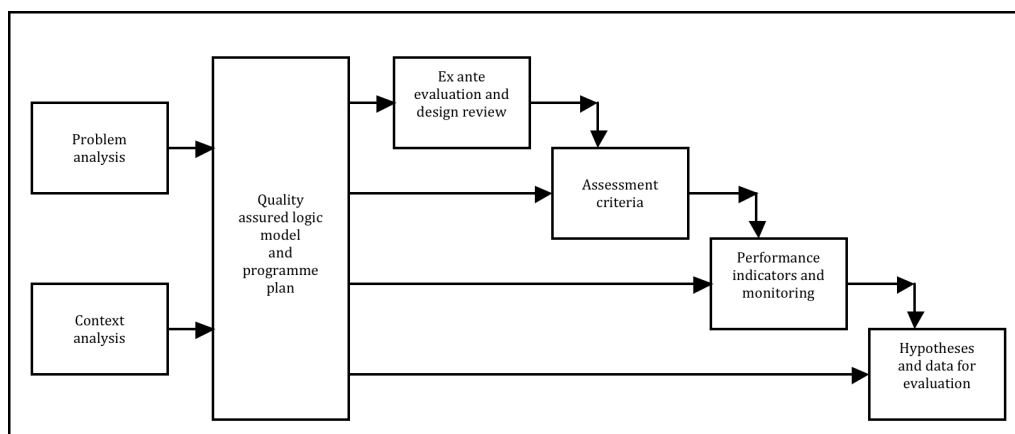 Problem
analysis
Context
analysis
Quality
assured logic
model
and
programme
plan
Ex ante
evaluation and
design review
Assessment
criteria
Performance
indicators and
monitoring
Hypotheses
and data for
evaluation